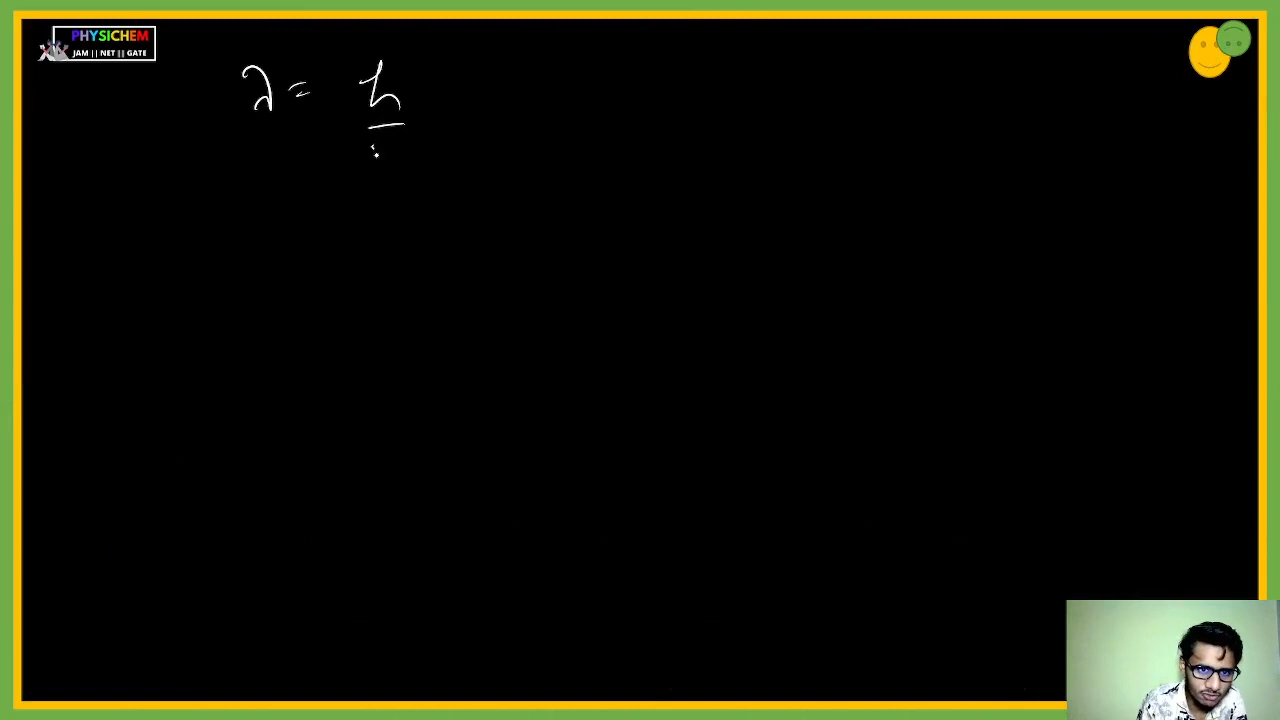 PHYSICHEM
JAM || NET || GATE
λ = h